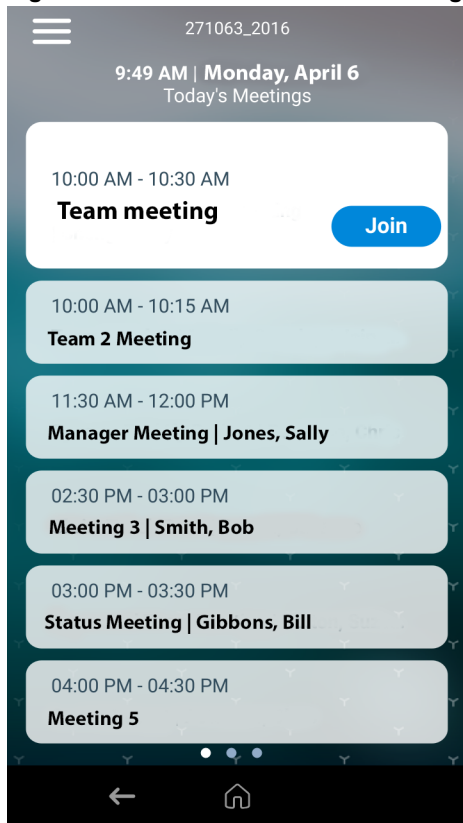 271063_2016
9:49 AM | Monday, April 6
Today's Meetings
10:00 AM - 10:30 AM
Team meeting
Join
10:00 AM - 10:15 AM
Team 2 Meeting
11:30 AM - 12:00 PM
Manager Meeting | Jones, Sally
02:30 PM - 03:00 PM
Meeting 3 | Smith, Bob
03:00 PM - 03:30 PM
Status Meeting | Gibbons, Bill
04:00 PM - 04:30 PM
Meeting 5